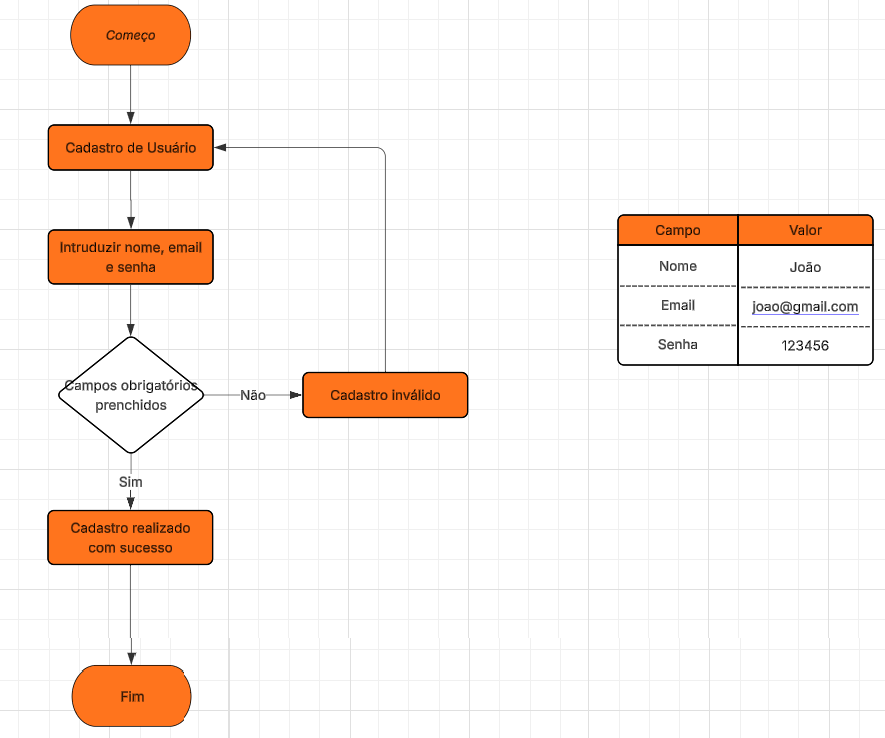 Começo
Cadastro de Usuário
Intruduzir nome, email
e senha
Campos obrigatórios
prenchidos
Não
Cadastro inválido
Sim
Cadastro realizado
com sucesso
Fim
Campo Valor
Nome João
Email joao@gmail.com
Senha 123456